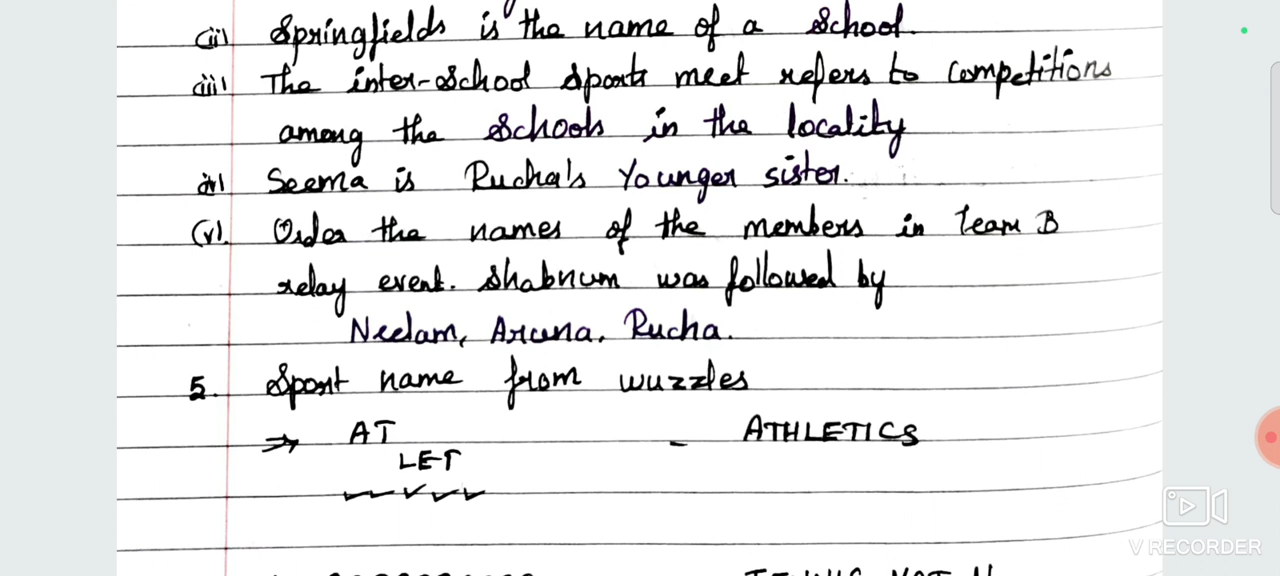 (ii) Springfields is the name of a School.
(iii) The inter-school sports meet refers to competitions
among the schools in the locality
(iv) Seema is Rucha's Younger sister.
(v). Order the names of the members in team B
relay event. Shabnum was followed by
Neelam, Aruna, Rucha.
5. Sport name from wuzzles
⇒ AT - ATHLETICS
LET
V RECORDER